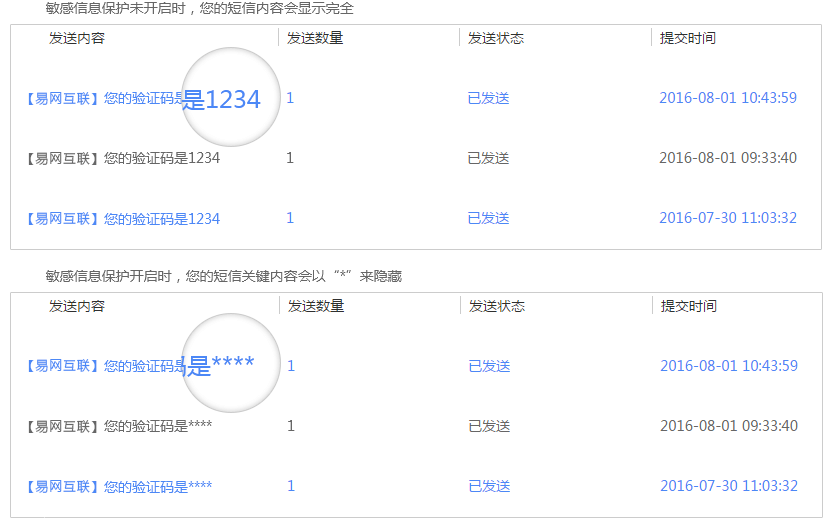 敏感信息保护未开启时，您的短信内容会显示完全
发送内容 发送数量 发送状态 提交时间
【易网互联】您的验证码是1234 1 已发送 2016-08-01 10:43:59
【易网互联】您的验证码是1234 1 已发送 2016-08-01 09:33:40
【易网互联】您的验证码是1234 1 已发送 2016-07-30 11:03:32
敏感信息保护开启时，您的短信关键内容会以“*”来隐藏
发送内容 发送数量 发送状态 提交时间
【易网互联】您的验证码是**** 1 已发送 2016-08-01 10:43:59
【易网互联】您的验证码是**** 1 已发送 2016-08-01 09:33:40
【易网互联】您的验证码是**** 1 已发送 2016-07-30 11:03:32